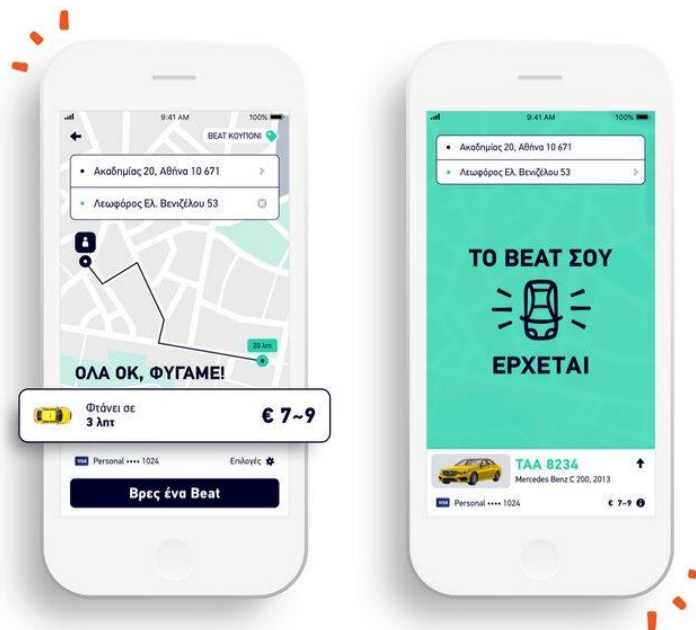 9:41 AM 100%
BEAT ΚΟΥΠΟΝΙ
Ακαδημίας 20, Αθήνα 10 671
Λεωφόρος Ελ. Βενιζέλου 53
20 λπτ
ΟΛΑ ΟΚ, ΦΥΓΑΜΕ!
Φτάνει σε
3 λπτ
€ 7~9
VISA Personal •••• 1024 Επιλογές
Βρες ένα Beat
9:41 AM 100%
Ακαδημίας 20, Αθήνα 10 671
Λεωφόρος Ελ. Βενιζέλου 53
ΤΟ BEAT ΣΟΥ
ΕΡΧΕΤΑΙ
TAA 8234
Mercedes Benz C 200, 2013
VISA Personal •••• 1024 € 7-9